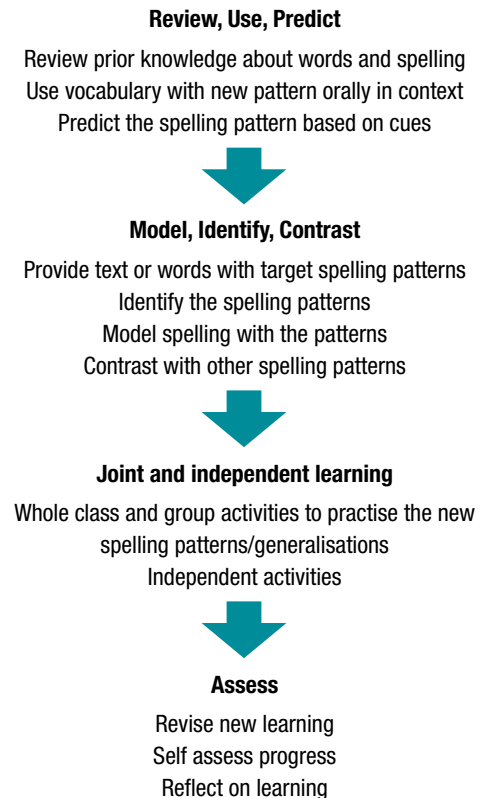 Review, Use, Predict
Review prior knowledge about words and spelling
Use vocabulary with new pattern orally in context
Predict the spelling pattern based on cues
Model, Identify, Contrast
Provide text or words with target spelling patterns
Identify the spelling patterns
Model spelling with the patterns
Contrast with other spelling patterns
Joint and independent learning
Whole class and group activities to practise the new
spelling patterns/generalisations
Independent activities
Assess
Revise new learning
Self assess progress
Reflect on learning